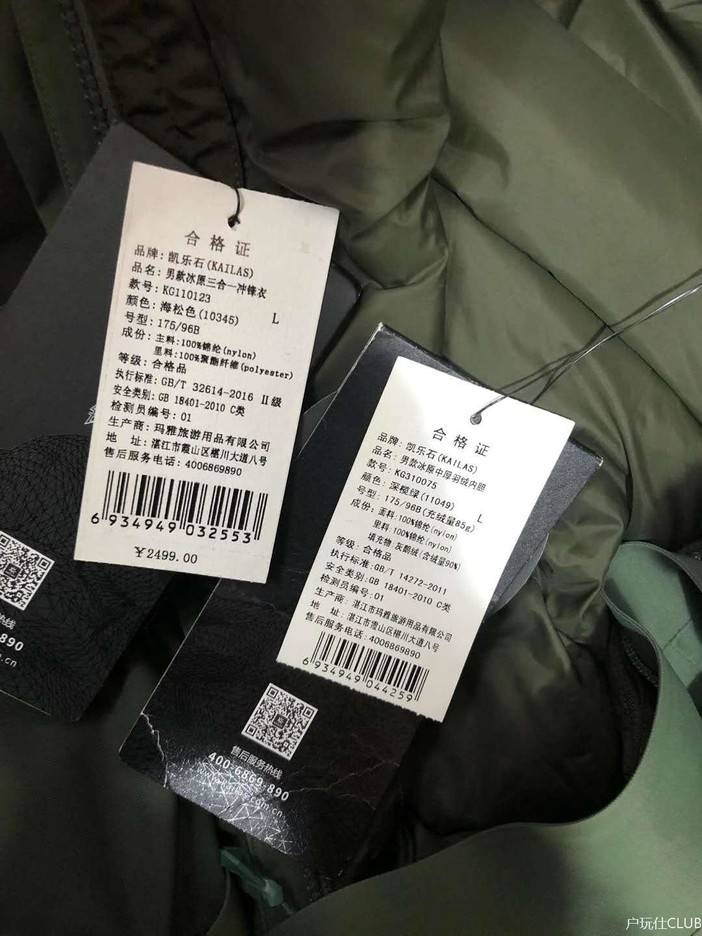 合格证
品牌: 凯乐石(KAILAS)
品名: 男款冰原三合一冲锋衣
款号: KG110123
颜色: 海松色(10345) L
号型: 175/96B
成份: 主料:100%锦纶(nylon)
里料:100%聚酯纤维(polyester)
等级: 合格品
执行标准: GB/T 32614-2016 II级
安全类别: GB 18401-2010 C类
检测员编号: 01
生产商: 玛雅旅游用品有限公司
地 址: 湛江市霞山区椹川大道八号
售后服务电话: 4006869890
6 934949 032553
¥2499.00
合格证
品牌: 凯乐石(KAILAS)
品名: 男款冰原中厚羽绒内胆
款号: KG310075
颜色: 深榄绿(11049) L
号型: 175/96B(充绒量85g)
成份: 面料:100%锦纶(nylon)
里料:100%锦纶(nylon)
填充物:灰鹅绒(含绒量90%)
等级: 合格品
执行标准: GB/T 14272-2011
安全类别: GB 18401-2010 C类
检测员编号: 01
生产商: 湛江市玛雅旅游用品有限公司
地 址: 湛江市霞山区椹川大道八号
售后服务电话: 4006869890
6 934949 044259
售后服务热线
400-6869-890
890
.cn
户玩仕CLUB